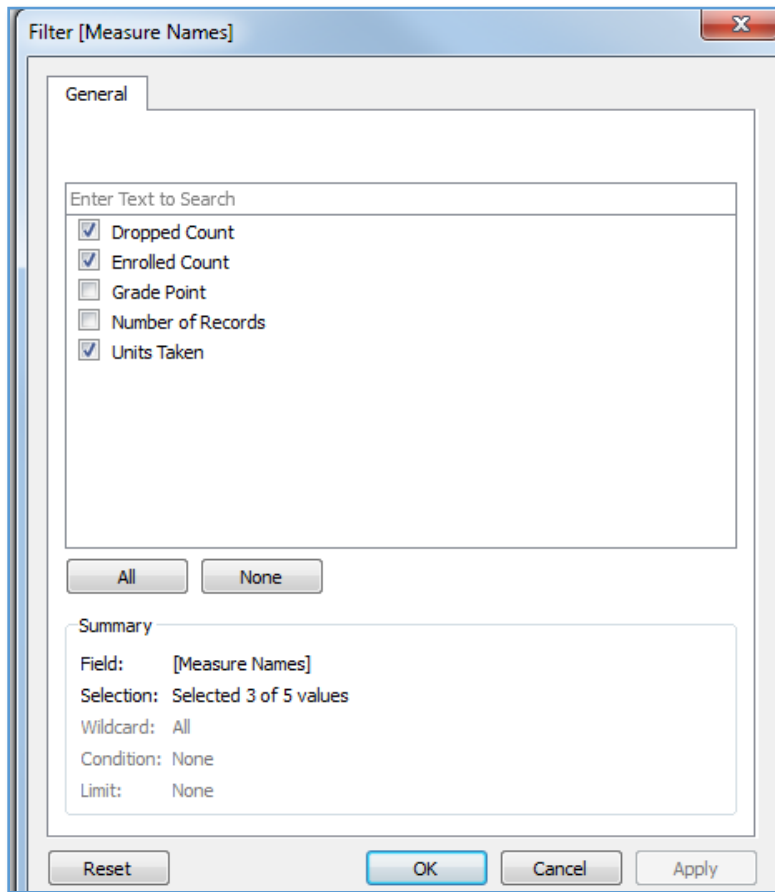 Filter [Measure Names]
General
Enter Text to Search
Dropped Count
Enrolled Count
Grade Point
Number of Records
Units Taken
All None
Summary
Field: [Measure Names]
Selection: Selected 3 of 5 values
Wildcard: All
Condition: None
Limit: None
Reset OK Cancel Apply